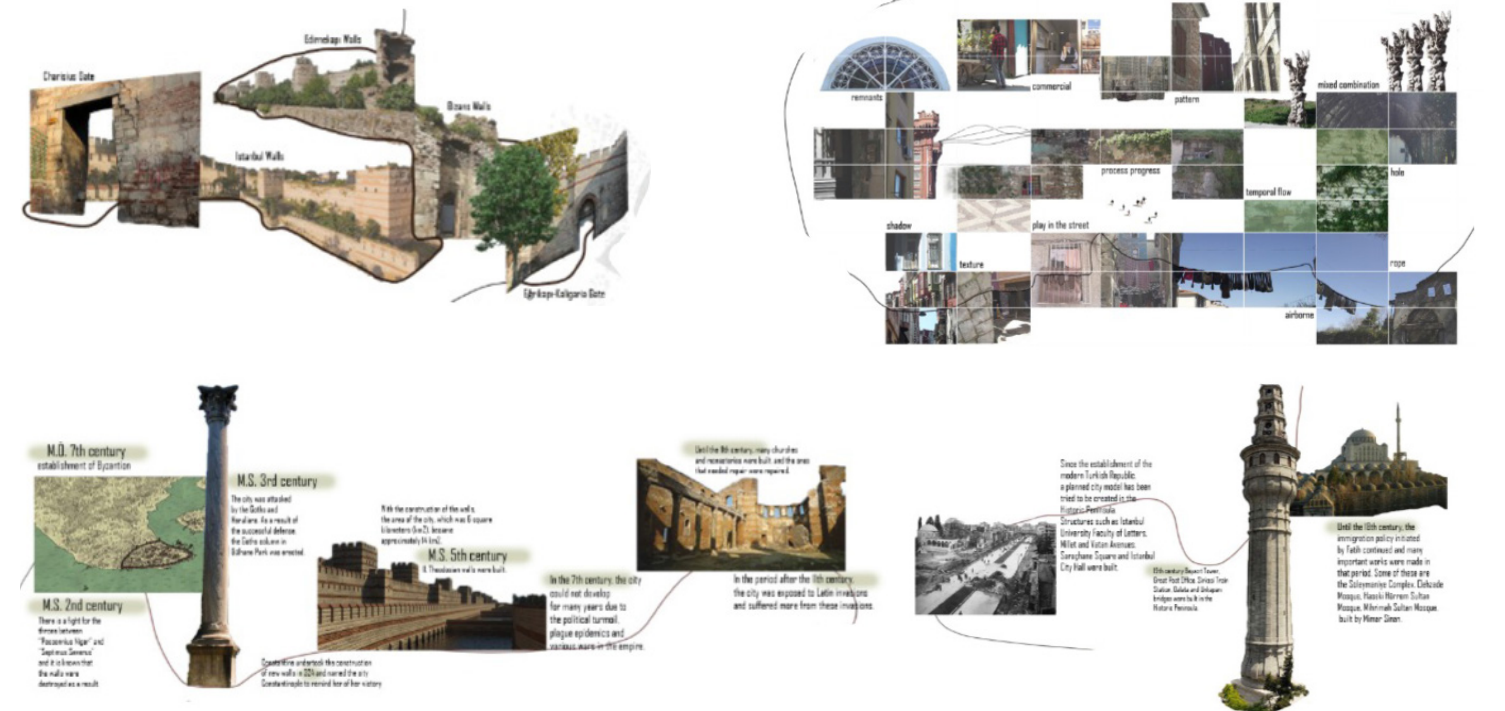 Edirnekapı Walls
Charisius Gate
Bizans Walls
Istanbul Walls
Eğrikapı-Kaligaria Gate
remnants
commercial
pattern
mixed combination
process progress
hole
temporal flow
shadow
play in the street
texture
rope
airborne
M.Ö. 7th century
establishment of Byzantion
M.S. 3rd century
The city was attacked
by the Goths and
Herulians. As a result of
the successful defense,
the Goths column in
Gülhane Park was erected.
M.S. 2nd century
There is a fight for the
throne between
"Pescennius Niger" and
"Septimus Severus"
and it is known that
the walls were
destroyed as a result.
With the construction of the walls,
the area of the city, which was 6 square
kilometers (km2), became
approximately 14 km2.
M.S. 5th century
II. Theodosian walls were built.
Constantine undertook the construction
of new walls in 324 and named the city
Constantinople to remind her of her victory
In the 7th century, the city
could not develop
for many years due to
the political turmoil,
plague epidemics and
various wars in the empire.
Until the 11th century, many churches
and monasteries were built, and the ones
that needed repair were repaired.
In the period after the 11th century,
the city was exposed to Latin invasions
and suffered more from these invasions.
Since the establishment of the
modern Turkish Republic,
a planned city model has been
tried to be created in the
Historic Peninsula.
Structures such as Istanbul
University Faculty of Letters,
Millet and Vatan Avenues,
Saraçhane Square and Istanbul
City Hall were built.
Beyazıt Tower,
Great Post Office, Sirkeci Train
Station, Galata and Unkapanı
bridges were built in the
Historic Peninsula.
Until the 18th century, the
immigration policy initiated
by Fatih continued and many
important works were made in
that period. Some of these are
the Süleymaniye Complex, Şehzade
Mosque, Haseki Hürrem Sultan
Mosque, Mihrimah Sultan Mosque,
built by Mimar Sinan.